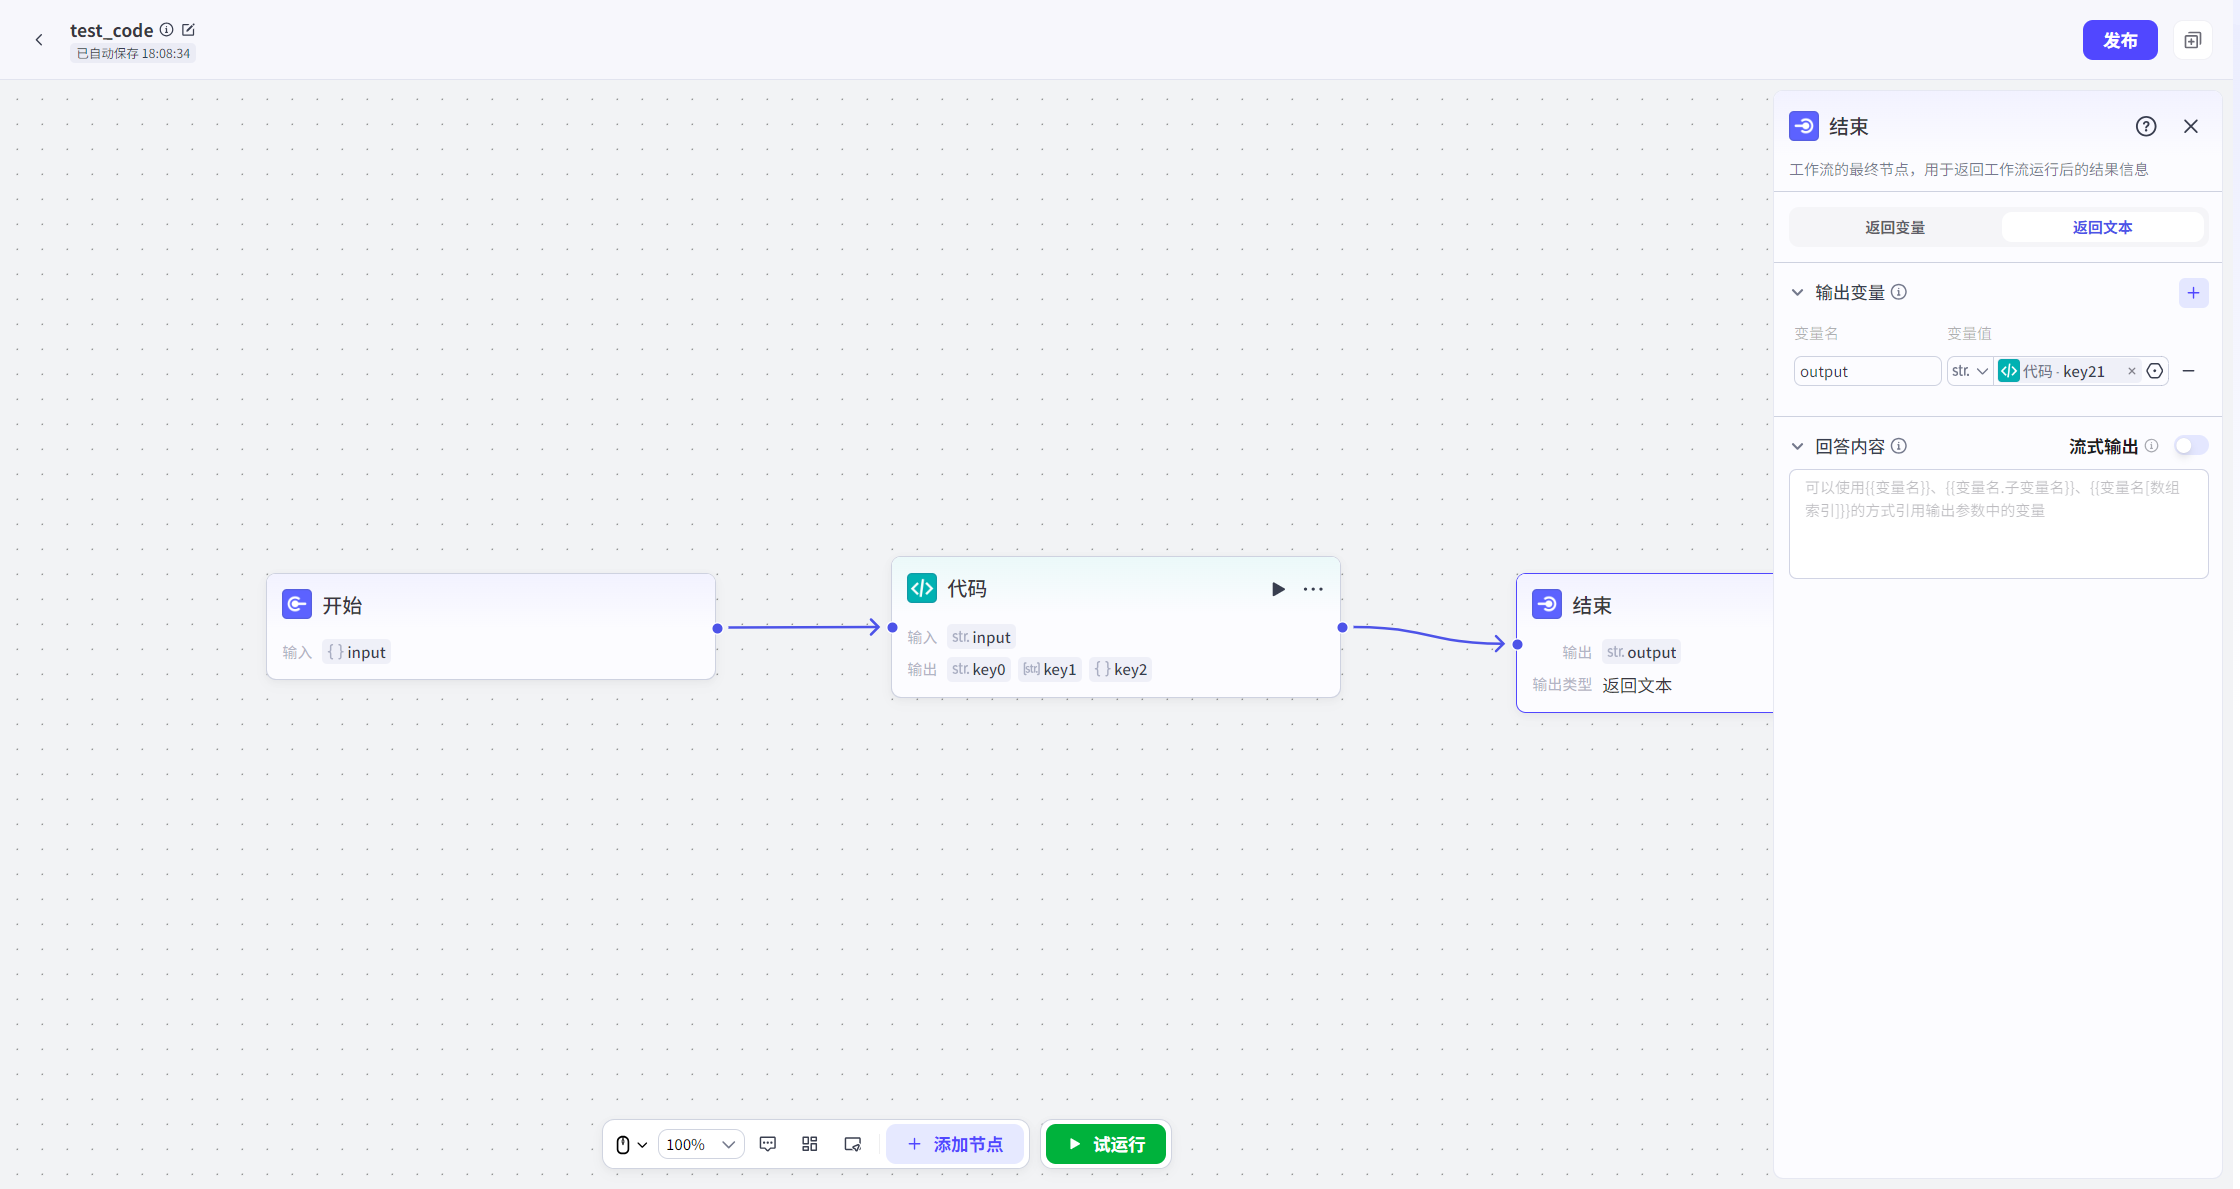 test_code
已自动保存 18:08:34
发布
开始
输入 { } input
代码
输入 str. input
输出 str. key0 [str] key1 { } key2
结束
输出 str. output
输出类型 返回文本
100%
添加节点
试运行
结束
工作流的最终节点，用于返回工作流运行后的结果信息
返回变量 返回文本
输出变量
变量名 变量值
output str. 代码 · key21
回答内容 流式输出
可以使用{{变量名}}、{{变量名.子变量名}}、{{变量名[数组
索引]}}的方式引用输出参数中的变量